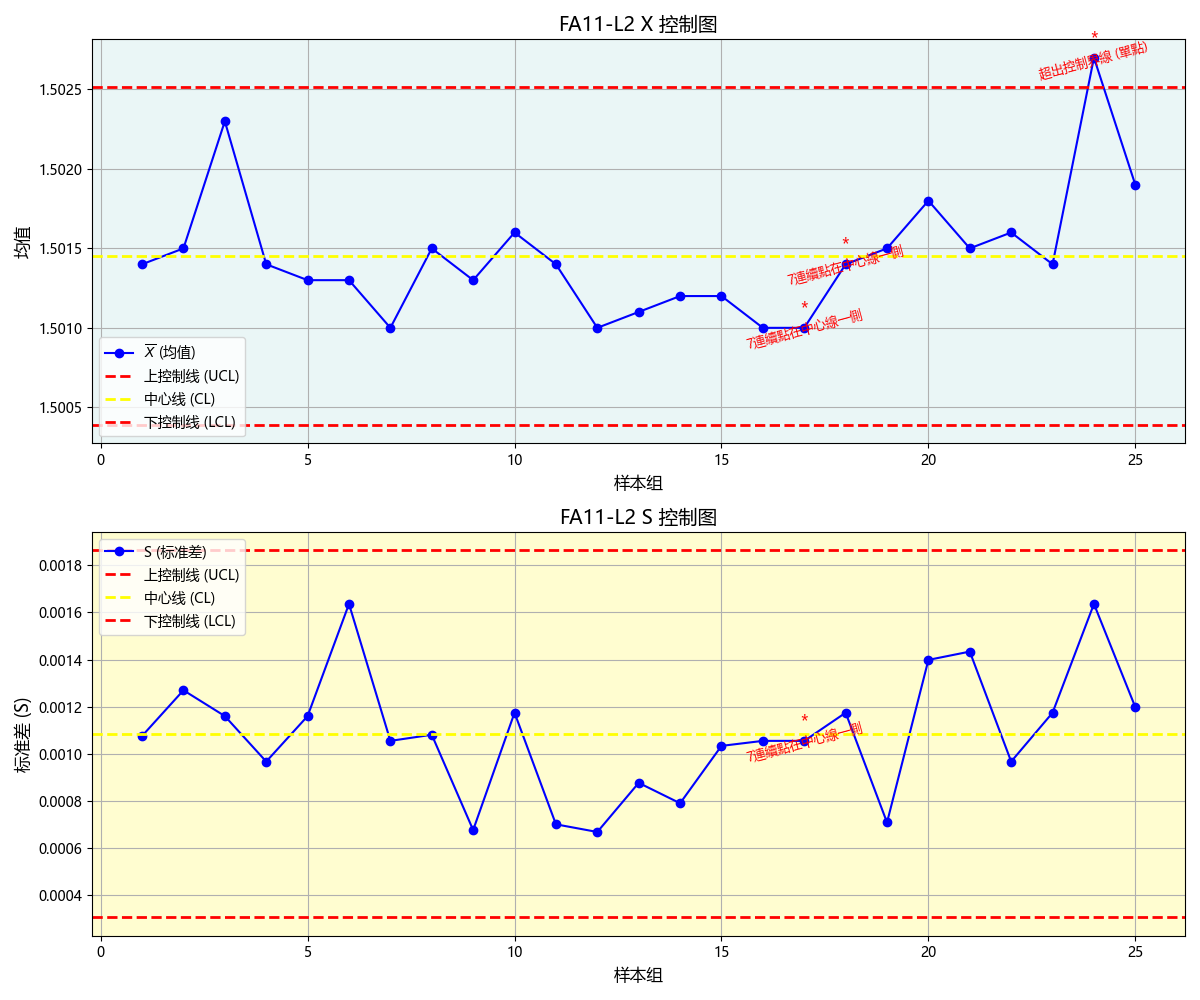 FA11-L2 X 控制图
均值
1.5025
1.5020
1.5015
1.5010
1.5005
*
超出控制界線 (單點)
*
7連續點在中心線一側
*
7連續點在中心線一側
X (均值)
上控制线 (UCL)
中心线 (CL)
下控制线 (LCL)
0 5 10 15 20 25
样本组
FA11-L2 S 控制图
标准差 (S)
0.0018
0.0016
0.0014
0.0012
0.0010
0.0008
0.0006
0.0004
S (标准差)
上控制线 (UCL)
中心线 (CL)
下控制线 (LCL)
*
7連續點在中心線一側
0 5 10 15 20 25
样本组